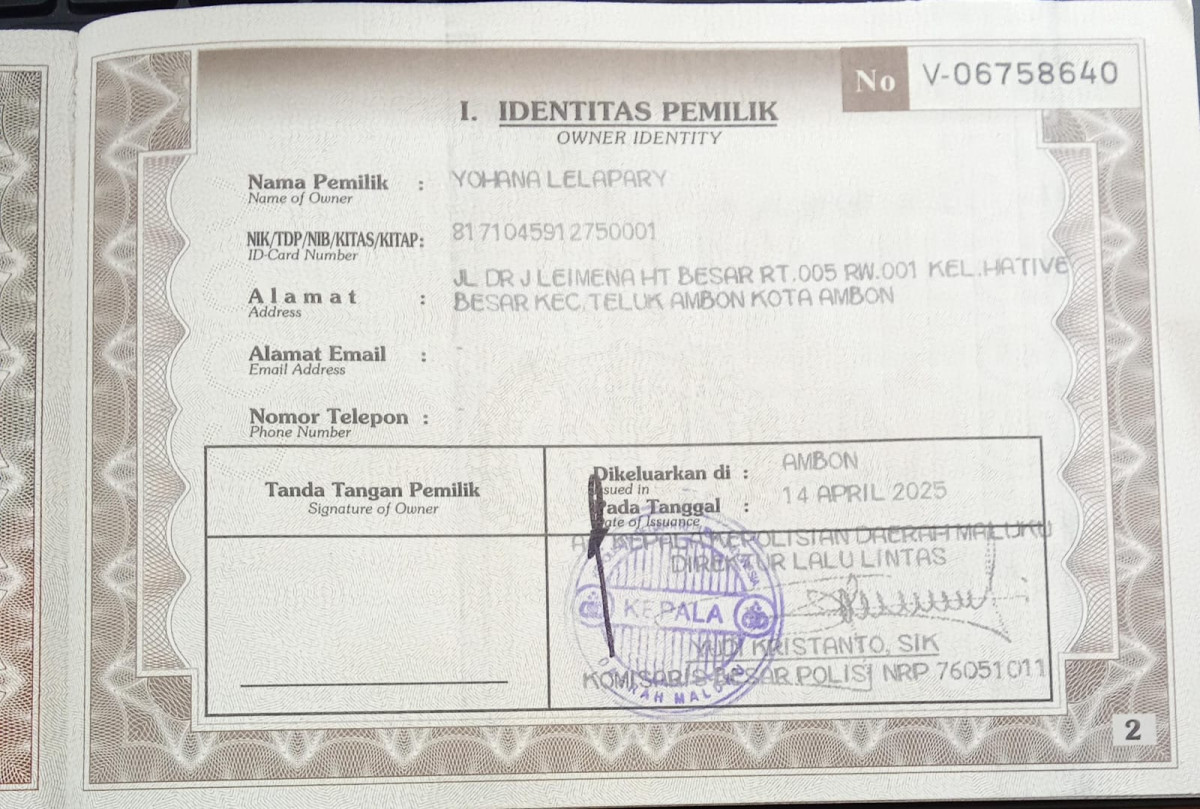 No V-06758640
I. IDENTITAS PEMILIK
OWNER IDENTITY
Nama Pemilik : YOHANA LELAPARY
Name of Owner
NIK/TDP/NIB/KITAS/KITAP: 8171045912750001
ID-Card Number
Alamat : JL DR J LEIMENA HT BESAR RT.005 RW.001 KEL.HATIVE
Address BESAR KEC.TELUK AMBON KOTA AMBON
Alamat Email : -
Email Address
Nomor Telepon : -
Phone Number
Tanda Tangan Pemilik
Signature of Owner
Dikeluarkan di : AMBON
Issued in
Pada Tanggal : 14 APRIL 2025
Date of Issuance
KEPALA KEPOLISIAN DAERAH MALUKU
DIREKTUR LALU LINTAS
KEPALA
YUDI KRISTANTO, SIK
KOMISARIS BESAR POLISI NRP 76051011
MALUKU
2